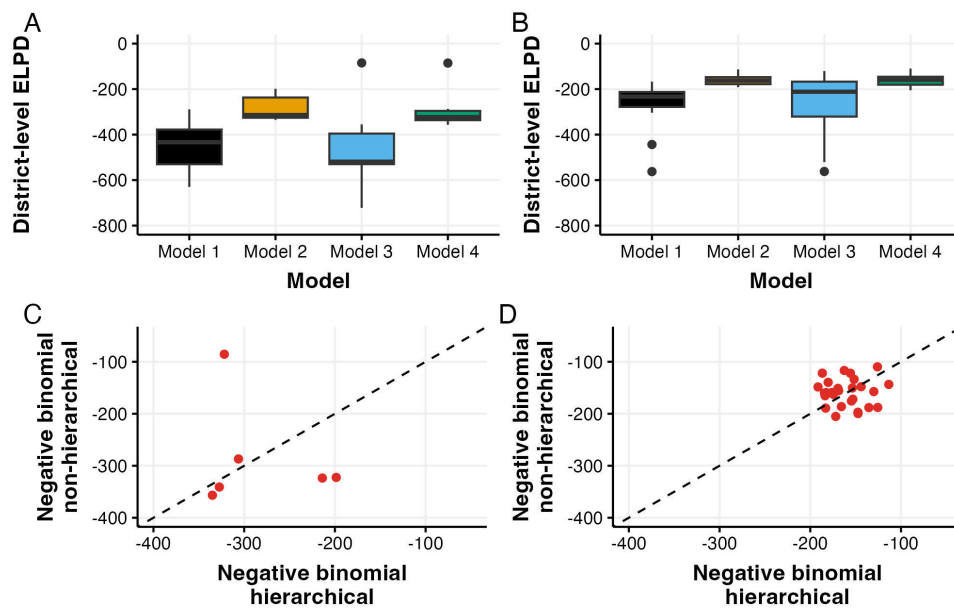 A
District-level ELPD
0
-200
-400
-600
-800
Model 1
Model 2
Model 3
Model 4
Model
B
District-level ELPD
0
-200
-400
-600
-800
Model 1
Model 2
Model 3
Model 4
Model
C
Negative binomial
non-hierarchical
-100
-200
-300
-400
-400
-300
-200
-100
Negative binomial
hierarchical
D
Negative binomial
non-hierarchical
-100
-200
-300
-400
-400
-300
-200
-100
Negative binomial
hierarchical